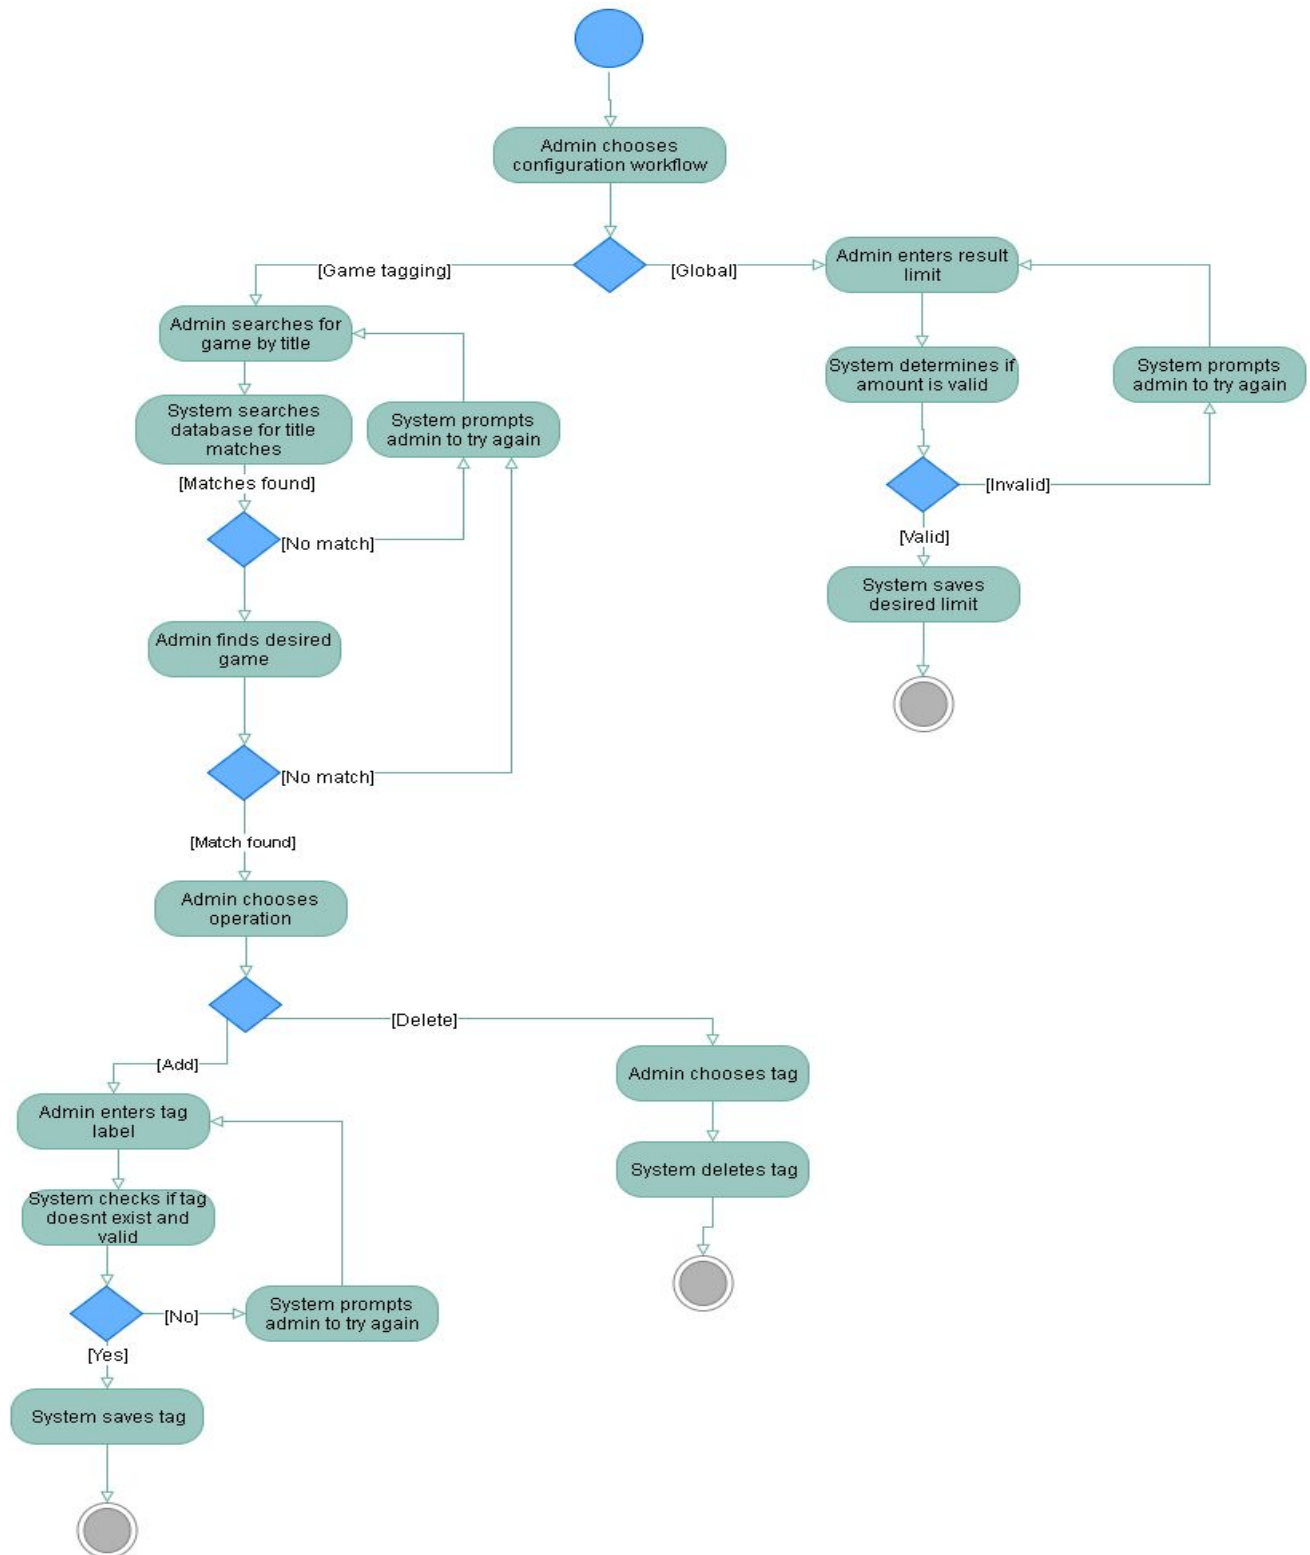 Admin chooses
configuration workflow
[Game tagging]
[Global]
Admin enters result
limit
Admin searches for
game by title
System determines if
amount is valid
System prompts
admin to try again
System searches
database for title
matches
System prompts
admin to try again
[Matches found]
[Invalid]
[No match]
[Valid]
System saves
desired limit
Admin finds desired
game
[No match]
[Match found]
Admin chooses
operation
[Delete]
[Add]
Admin chooses tag
Admin enters tag
label
System deletes tag
System checks if tag
doesnt exist and
valid
[No]
System prompts
admin to try again
[Yes]
System saves tag